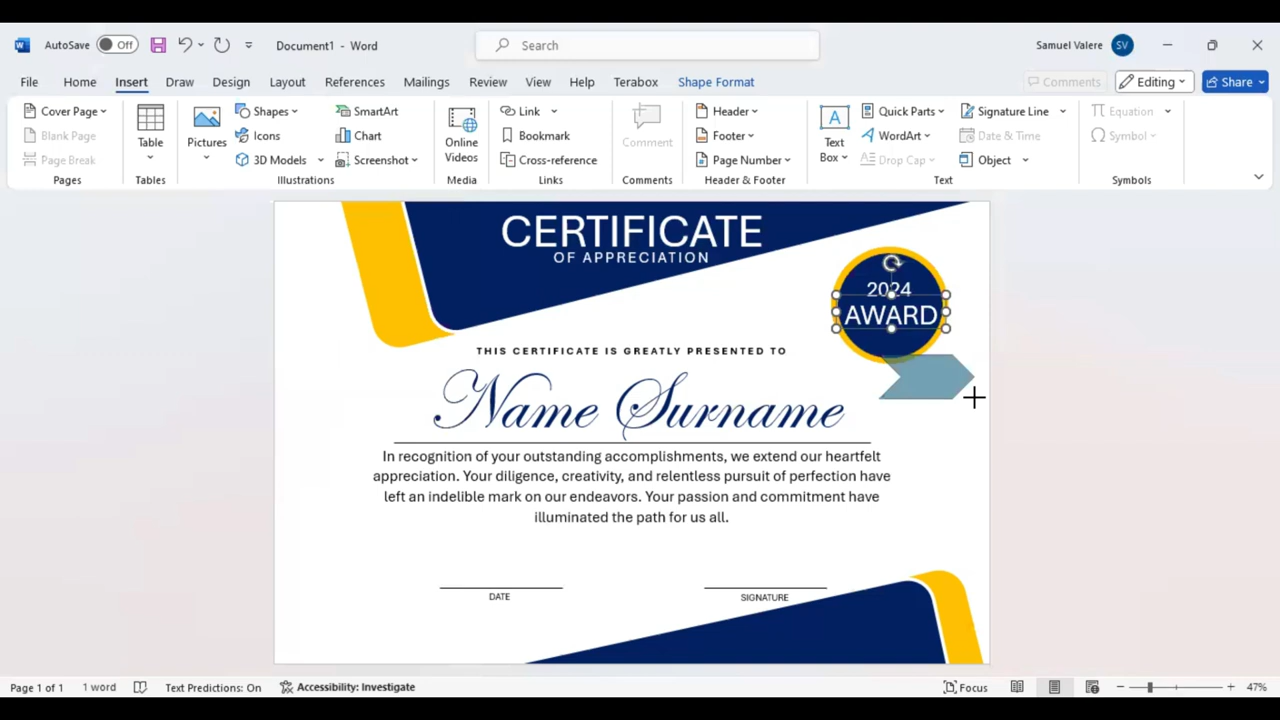 AutoSave Off Document1 - Word Search Samuel Valere SV
File Home Insert Draw Design Layout References Mailings Review View Help Terabox Shape Format Comments Editing Share
Cover Page Shapes SmartArt Link Header Quick Parts Signature Line Equation
Blank Page Icons Chart Bookmark Footer WordArt Date & Time Symbol
Page Break 3D Models Screenshot Cross-reference Page Number Drop Cap Object
Table Pictures Online Videos Comment Text Box
Pages Tables Illustrations Media Links Comments Header & Footer Text Symbols
CERTIFICATE
OF APPRECIATION
2024
AWARD
THIS CERTIFICATE IS GREATLY PRESENTED TO
Name Surname
In recognition of your outstanding accomplishments, we extend our heartfelt
appreciation. Your diligence, creativity, and relentless pursuit of perfection have
left an indelible mark on our endeavors. Your passion and commitment have
illuminated the path for us all.
DATE SIGNATURE
Page 1 of 1 1 word Text Predictions: On Accessibility: Investigate Focus 47%